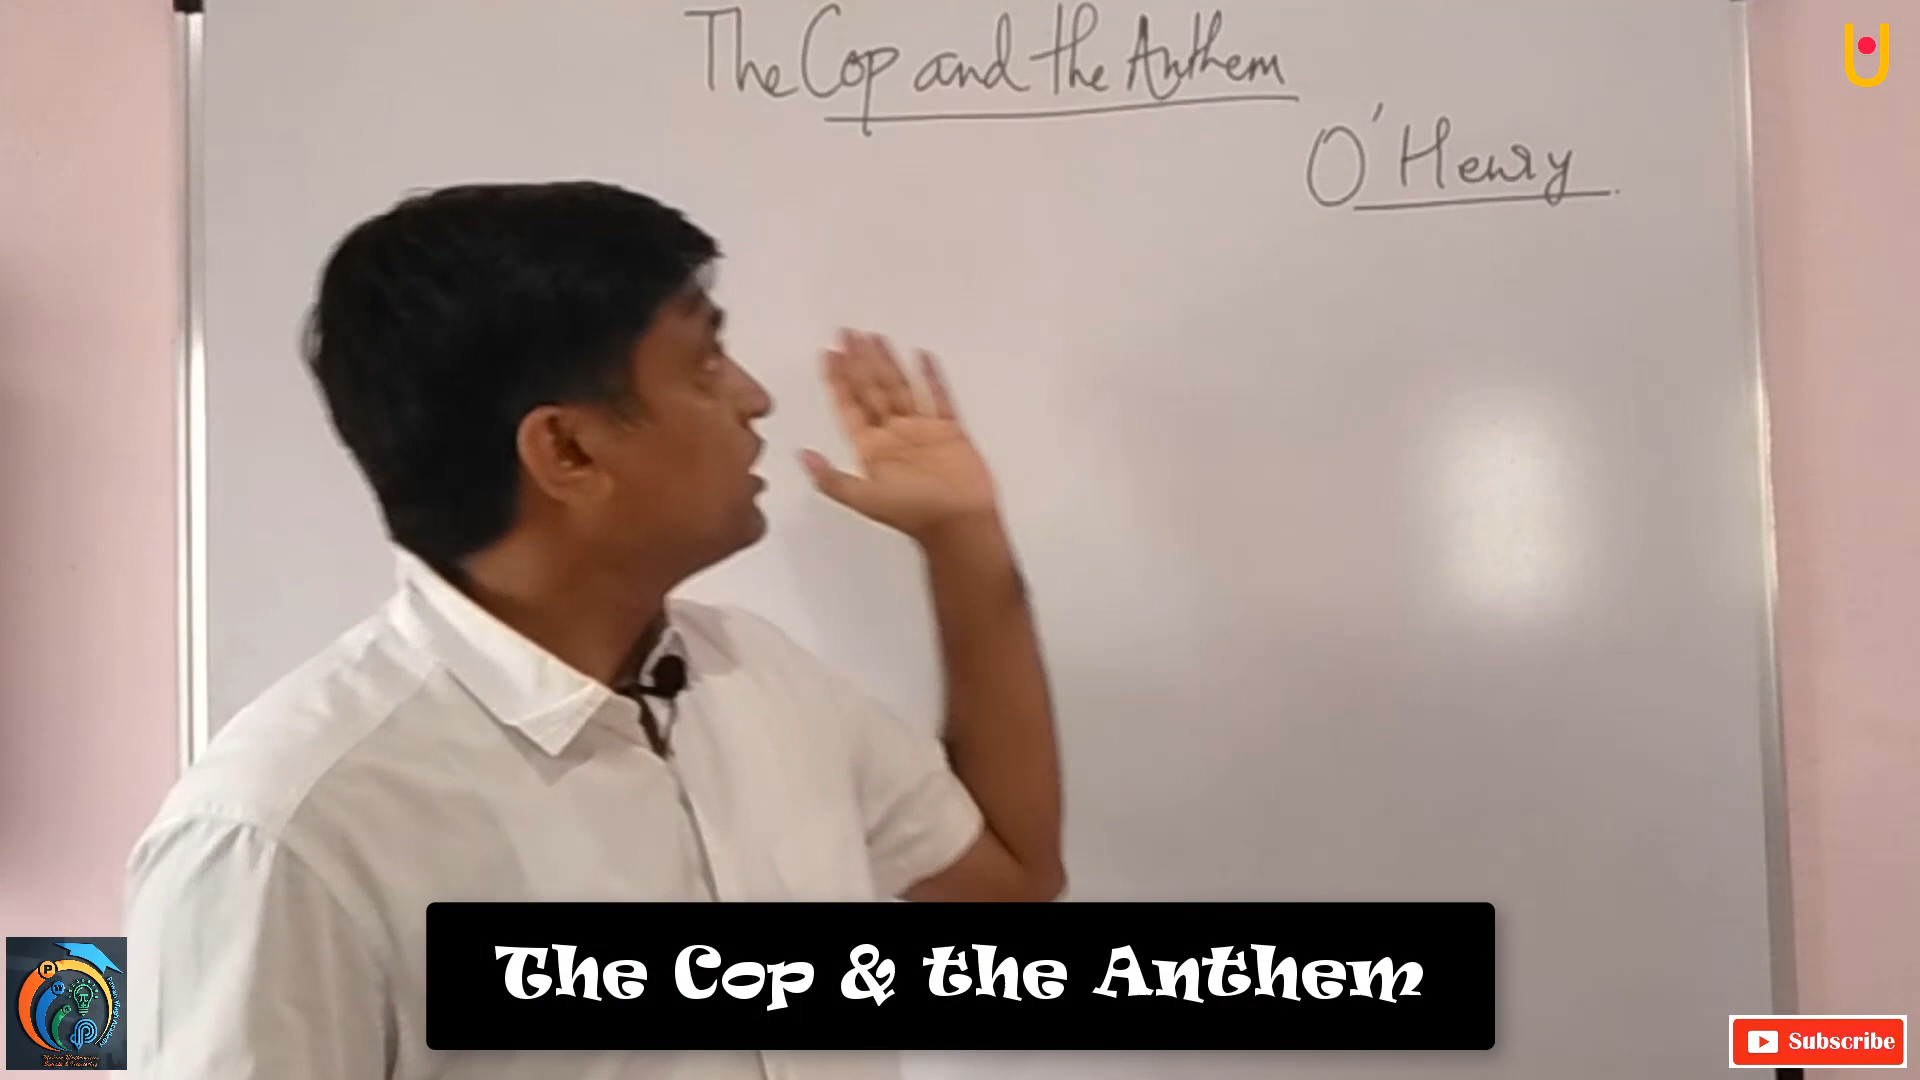 The Cop and the Anthem
O'Henry
The Cop & the Anthem
Subscribe